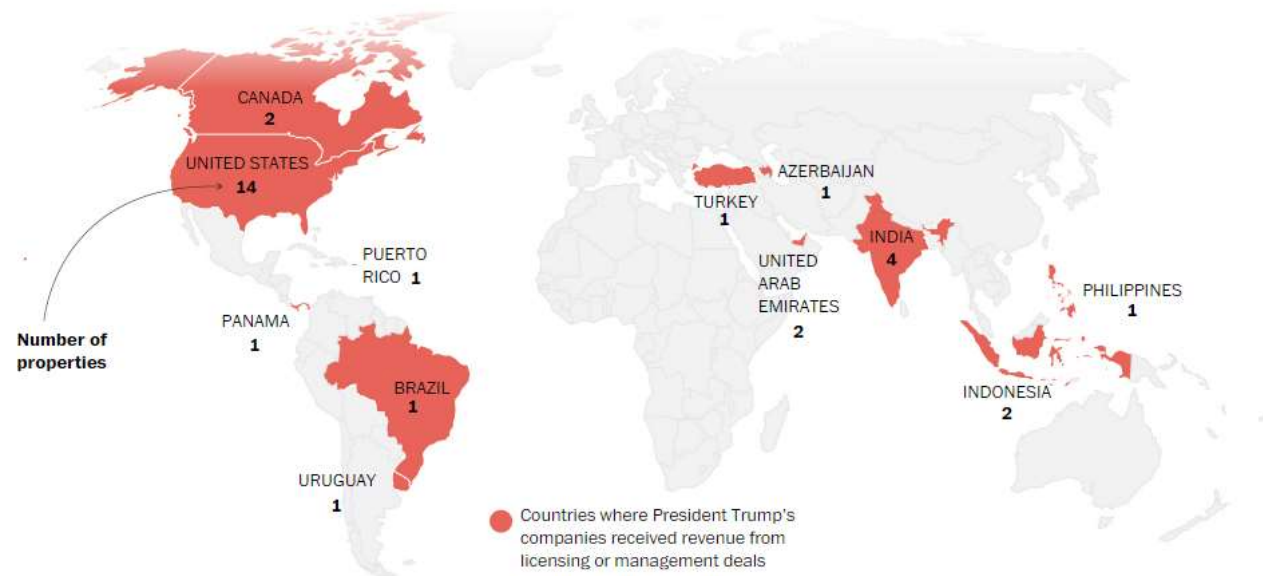 CANADA
2
UNITED STATES
14
Number of
properties
PUERTO
RICO 1
PANAMA
1
BRAZIL
1
URUGUAY
1
TURKEY
1
AZERBAIJAN
1
UNITED
ARAB
EMIRATES
2
INDIA
4
PHILIPPINES
1
INDONESIA
2
Countries where President Trump's
companies received revenue from
licensing or management deals